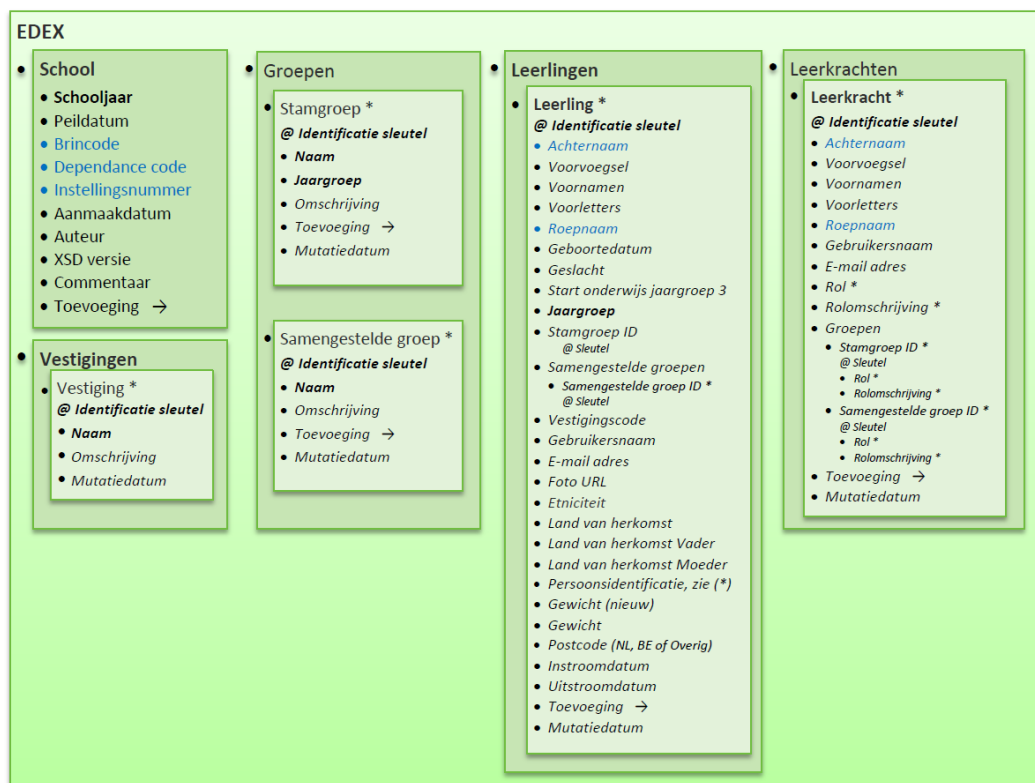 EDEX
• School
• Schooljaar
• Peildatum
• Brincode
• Dependance code
• Instellingsnummer
• Aanmaakdatum
• Auteur
• XSD versie
• Commentaar
• Toevoeging →
• Vestigingen
• Vestiging *
@ Identificatie sleutel
• Naam
• Omschrijving
• Mutatiedatum
• Groepen
• Stamgroep *
@ Identificatie sleutel
• Naam
• Jaargroep
• Omschrijving
• Toevoeging →
• Mutatiedatum
• Samengestelde groep *
@ Identificatie sleutel
• Naam
• Omschrijving
• Toevoeging →
• Mutatiedatum
• Leerlingen
• Leerling *
@ Identificatie sleutel
• Achternaam
• Voorvoegsel
• Voornamen
• Voorletters
• Roepnaam
• Geboortedatum
• Geslacht
• Start onderwijs jaargroep 3
• Jaargroep
• Stamgroep ID
@ Sleutel
• Samengestelde groepen
• Samengestelde groep ID *
@ Sleutel
• Vestigingscode
• Gebruikersnaam
• E-mail adres
• Foto URL
• Etniciteit
• Land van herkomst
• Land van herkomst Vader
• Land van herkomst Moeder
• Persoonsidentificatie, zie (*)
• Gewicht (nieuw)
• Gewicht
• Postcode (NL, BE of Overig)
• Instroomdatum
• Uitstroomdatum
• Toevoeging →
• Mutatiedatum
• Leerkrachten
• Leerkracht *
@ Identificatie sleutel
• Achternaam
• Voorvoegsel
• Voornamen
• Voorletters
• Roepnaam
• Gebruikersnaam
• E-mail adres
• Rol *
• Rolomschrijving *
• Groepen
• Stamgroep ID *
@ Sleutel
• Rol *
• Rolomschrijving *
• Samengestelde groep ID *
@ Sleutel
• Rol *
• Rolomschrijving *
• Toevoeging →
• Mutatiedatum